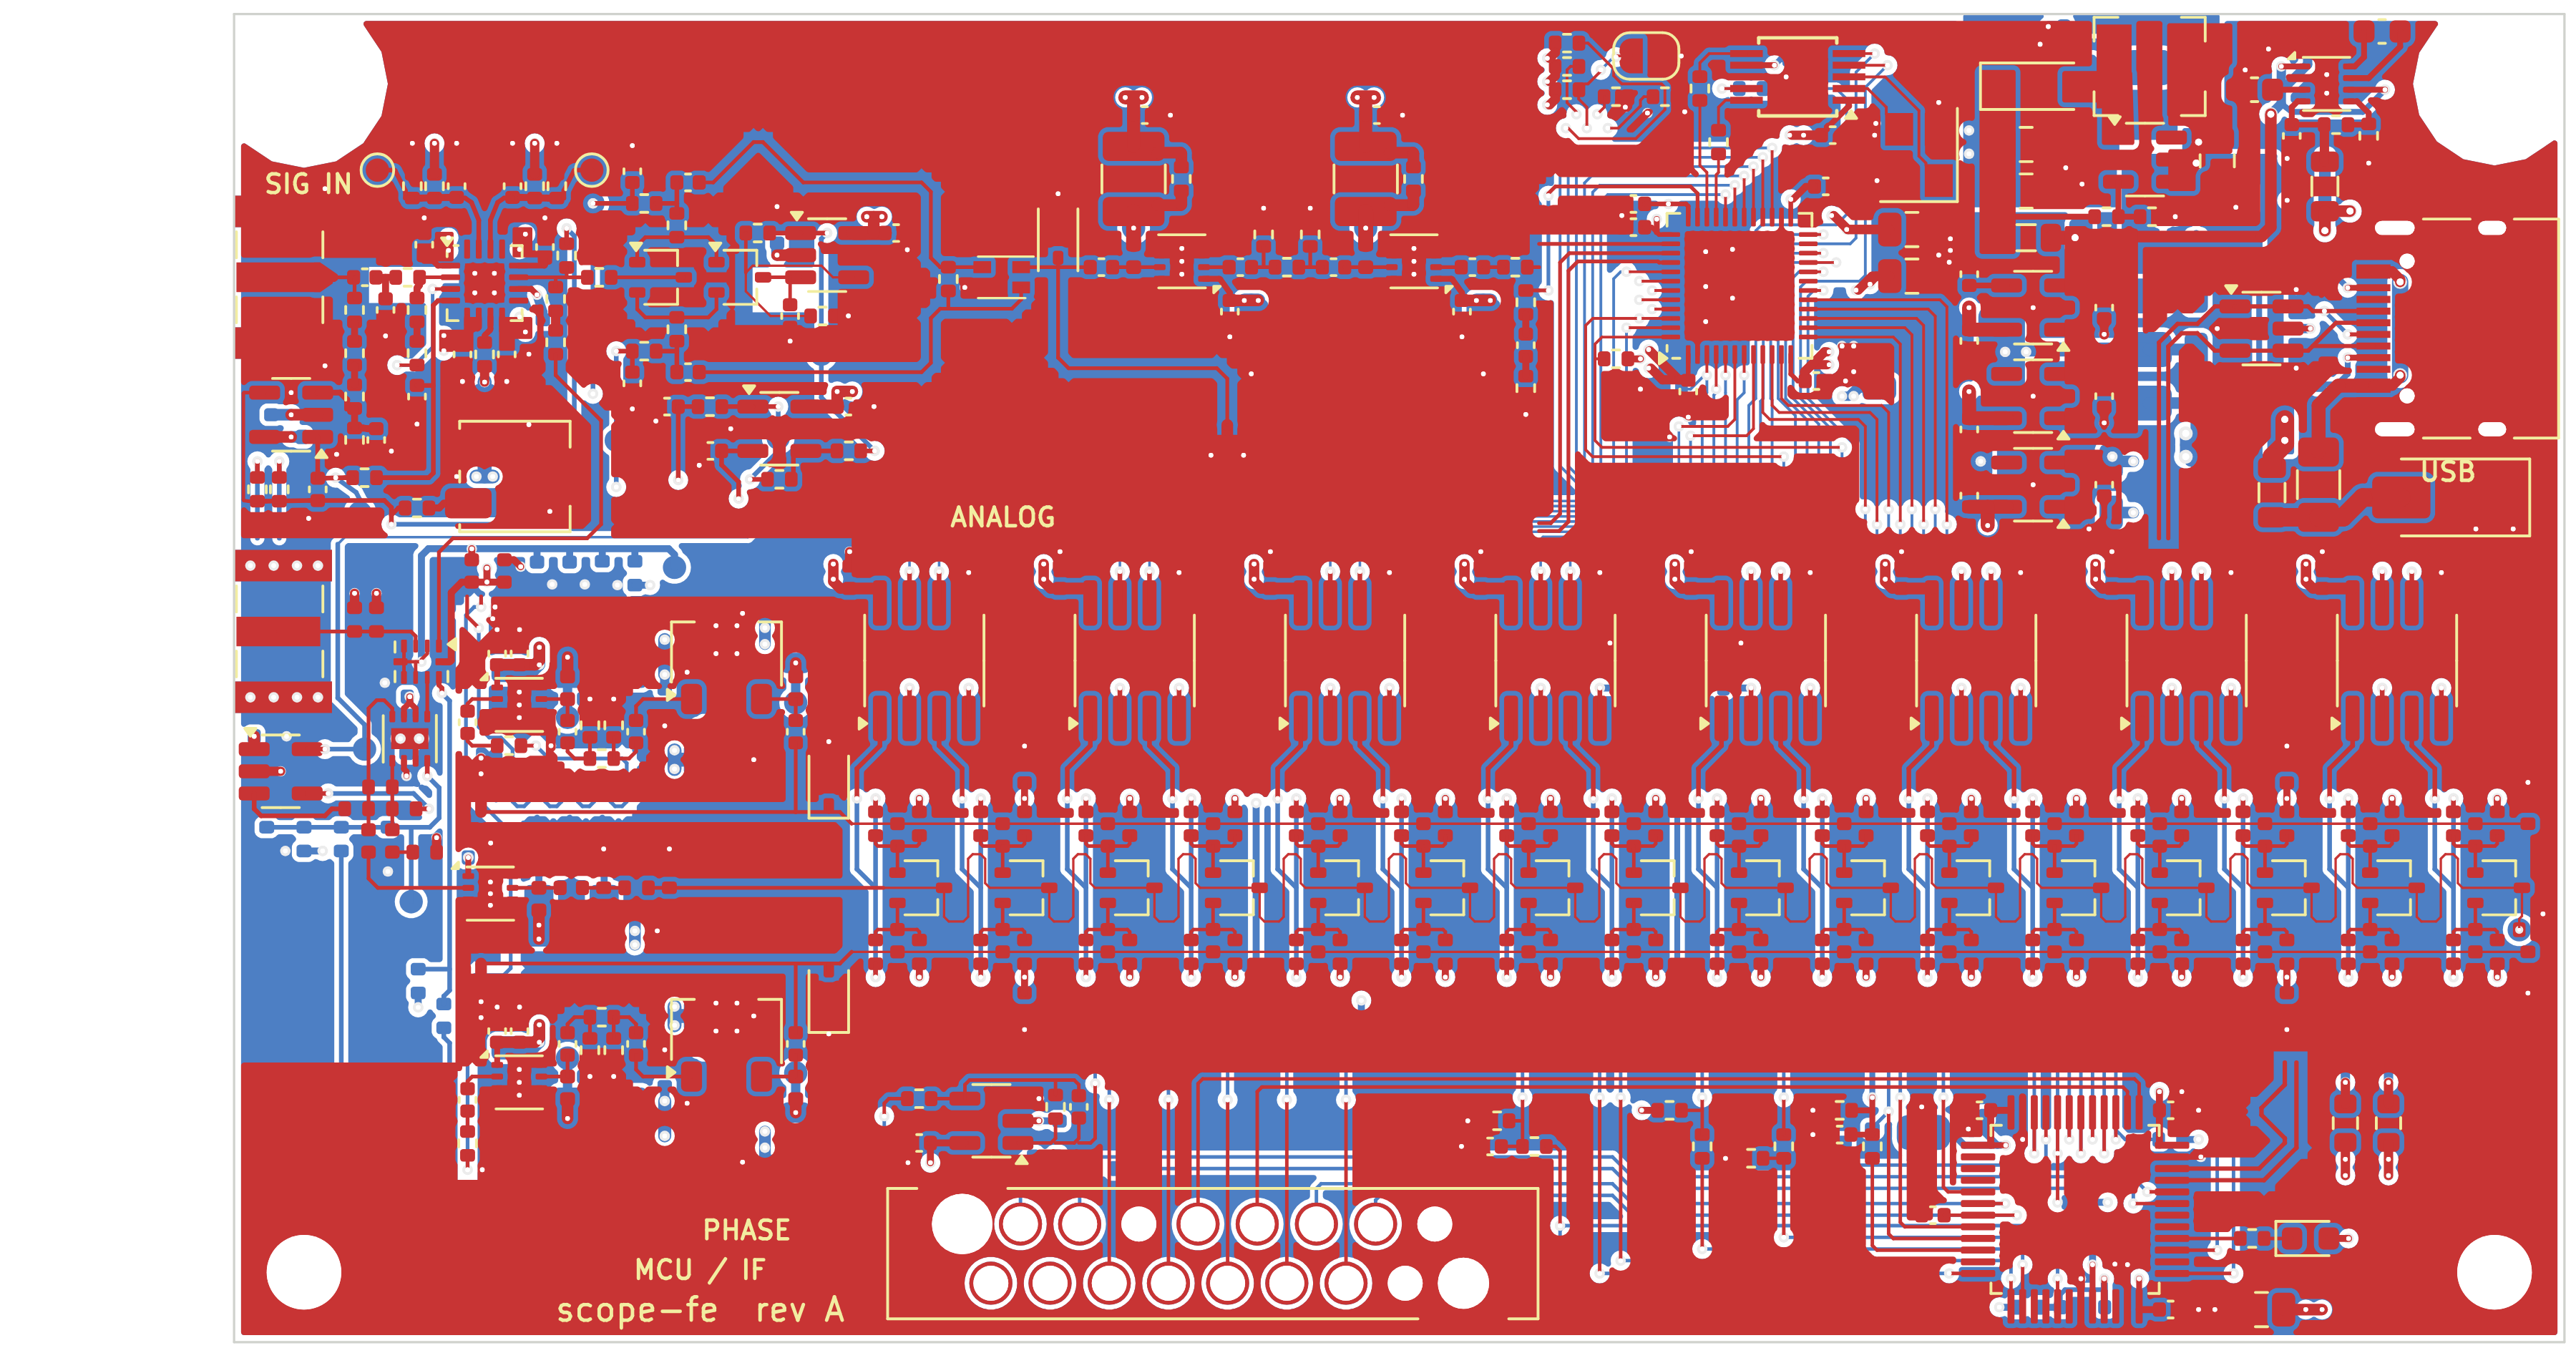 SIG IN
USB
ANALOG
PHASE
MCU / IF
scope-fe rev A